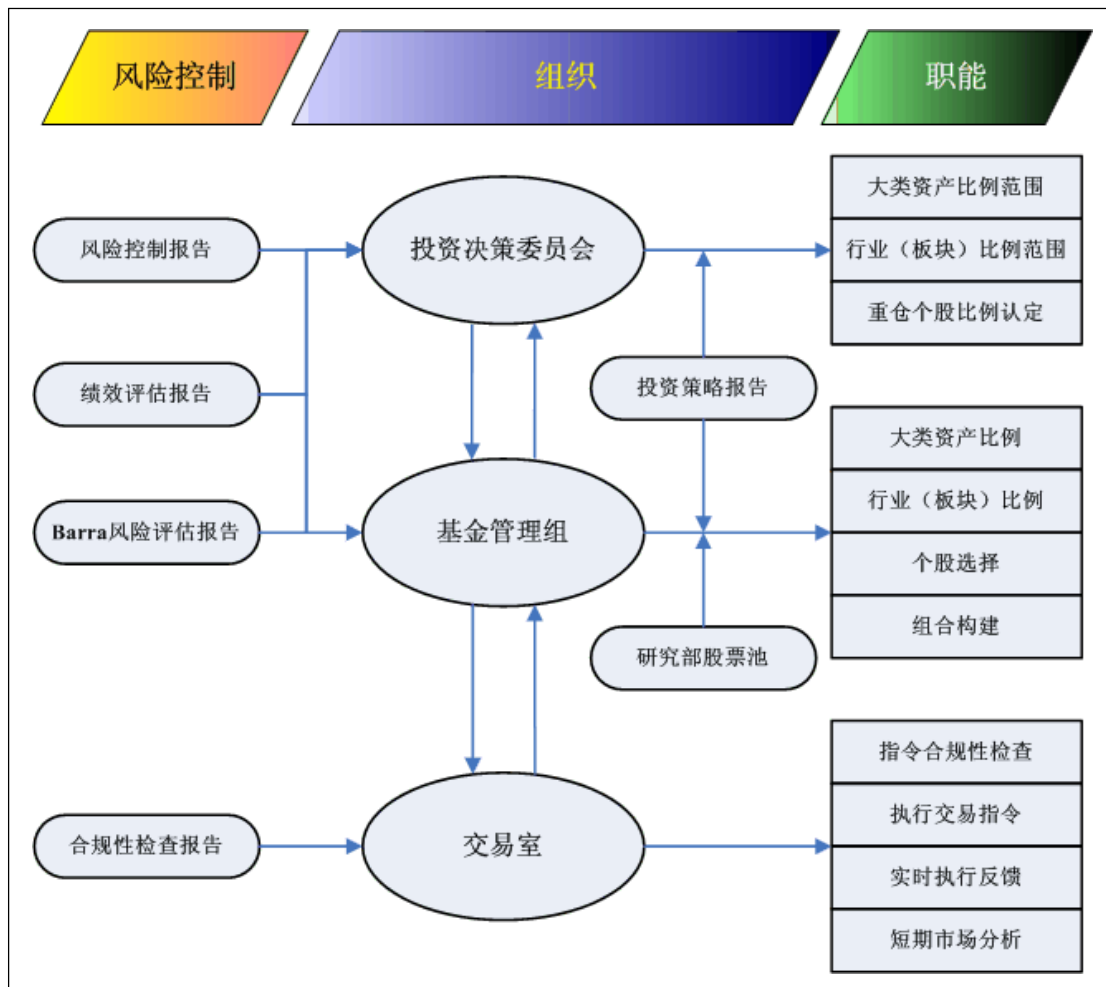 风险控制
组织
职能
风险控制报告
绩效评估报告
Barra风险评估报告
合规性检查报告
投资决策委员会
基金管理组
交易室
投资策略报告
研究部股票池
大类资产比例范围
行业（板块）比例范围
重仓个股比例认定
大类资产比例
行业（板块）比例
个股选择
组合构建
指令合规性检查
执行交易指令
实时执行反馈
短期市场分析